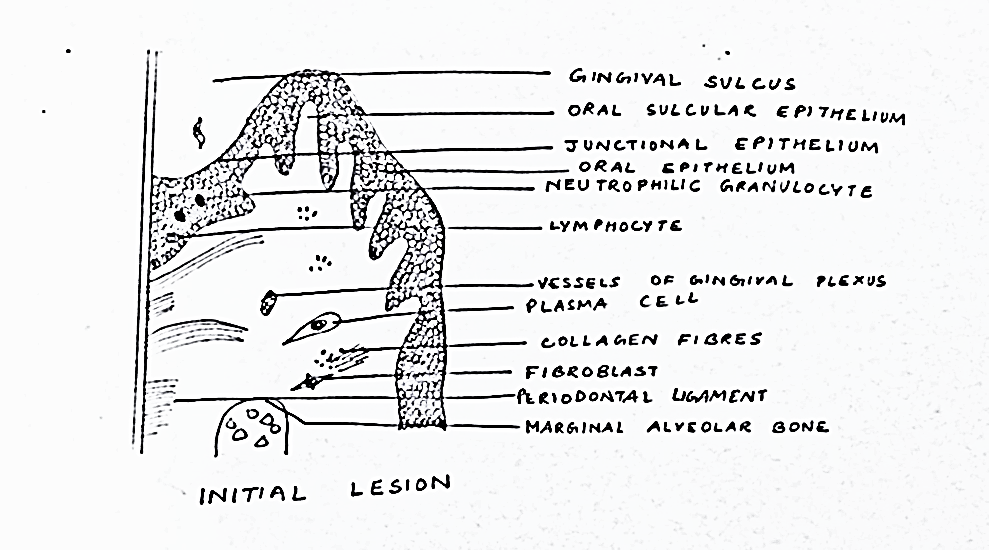 GINGIVAL SULCUS
ORAL SULCULAR EPITHELIUM
JUNCTIONAL EPITHELIUM
ORAL EPITHELIUM
NEUTROPHILIC GRANULOCYTE
LYMPHOCYTE
VESSELS OF GINGIVAL PLEXUS
PLASMA CELL
COLLAGEN FIBRES
FIBROBLAST
PERIODONTAL LIGAMENT
MARGINAL ALVEOLAR BONE
INITIAL LESION